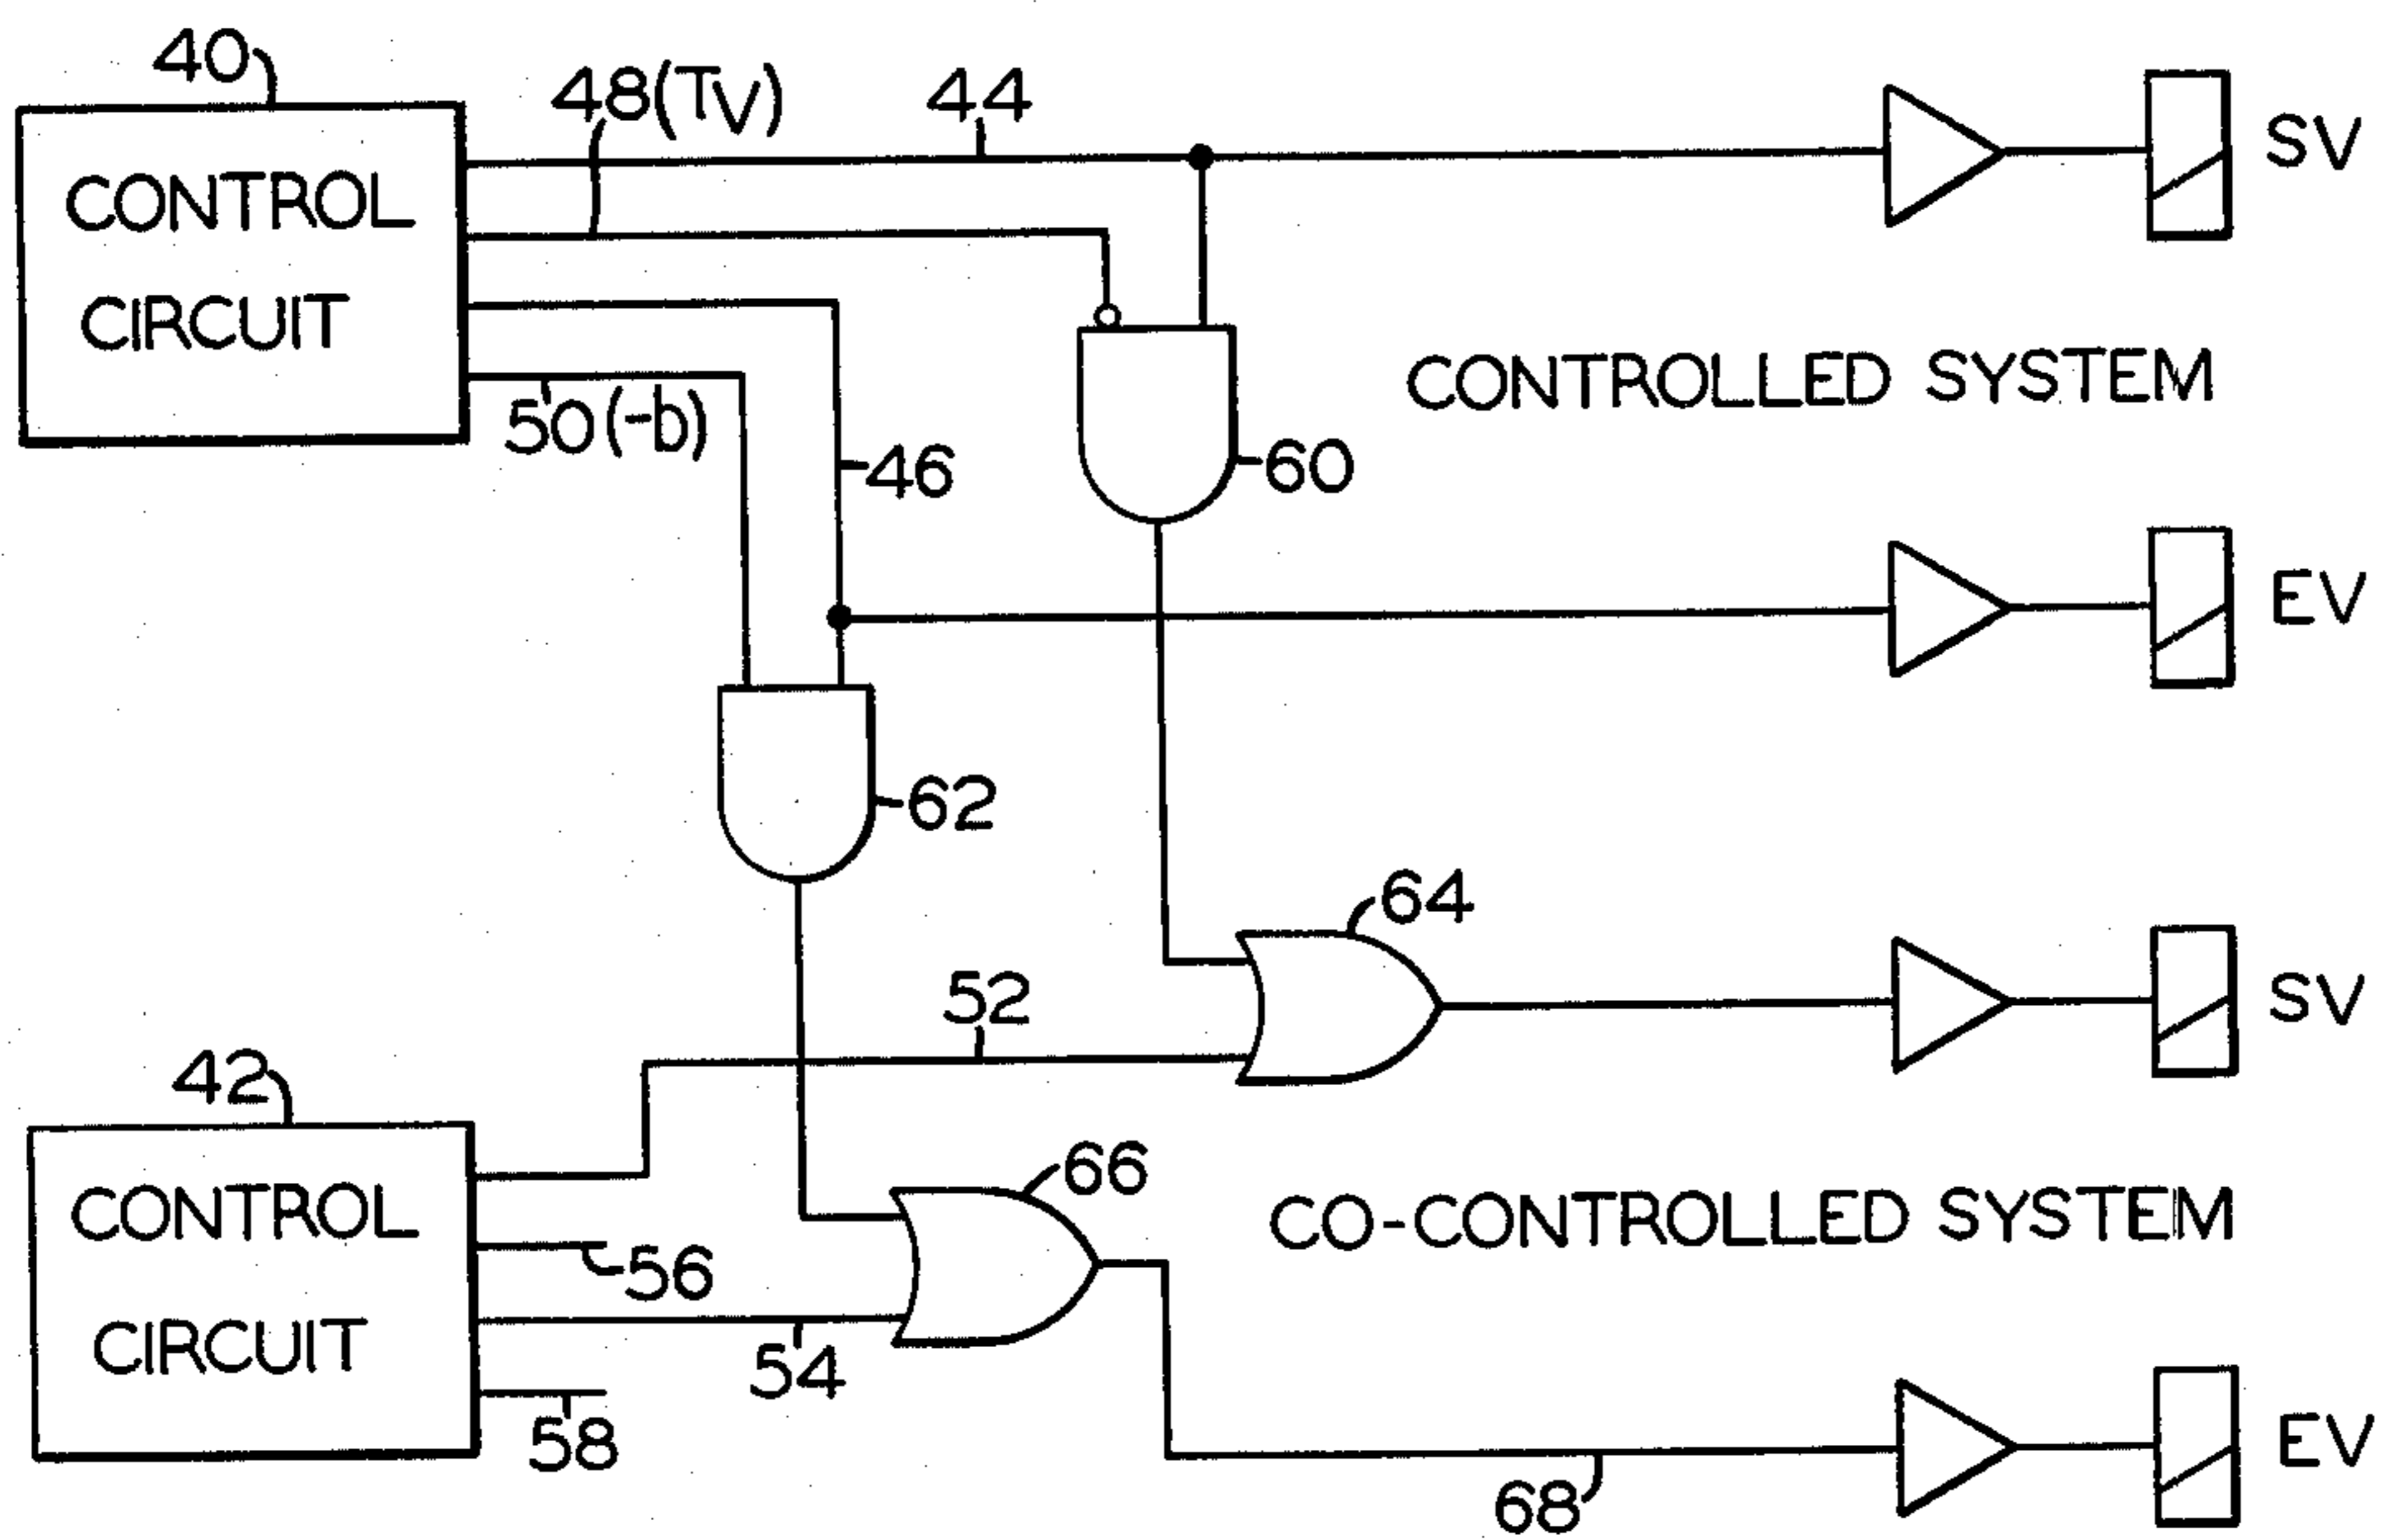 40
48(TV)
44
SV
CONTROL
CIRCUIT
50(-b)
46
60
CONTROLLED SYSTEM
EV
62
64
52
SV
42
CONTROL
CIRCUIT
56
66
CO-CONTROLLED SYSTEM
54
58
68
EV